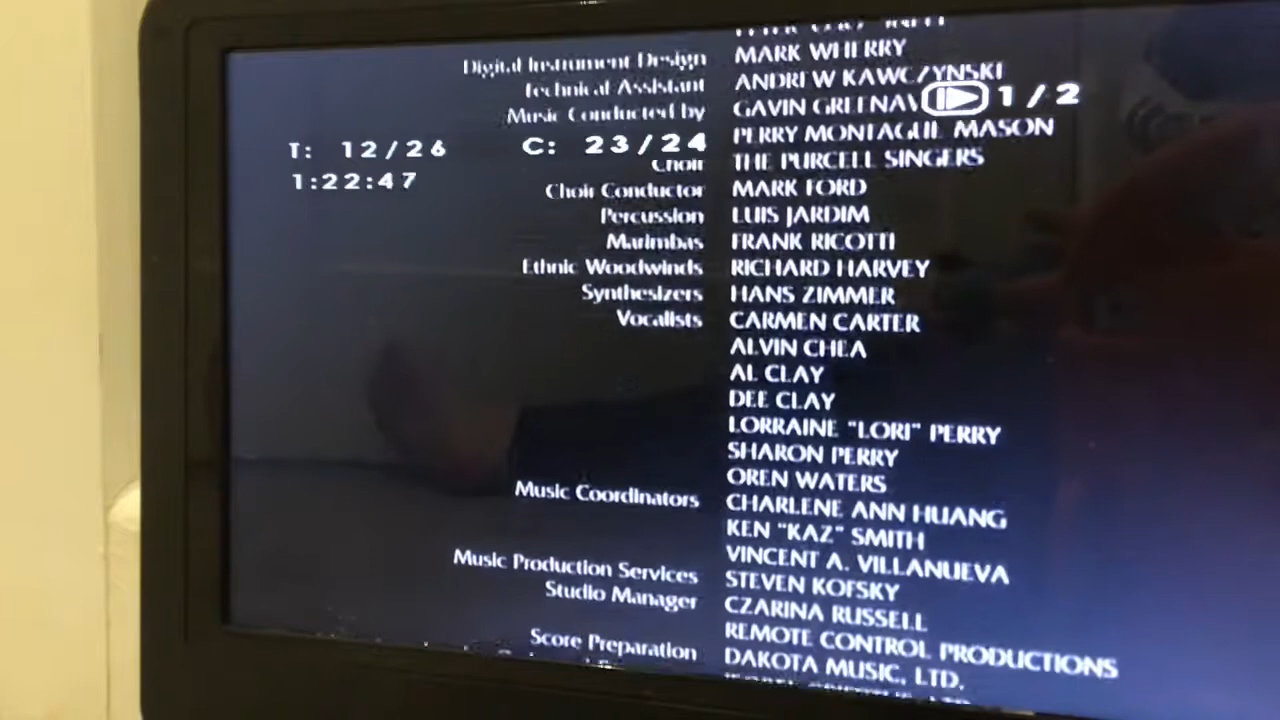 Digital Instrument Design MARK WHERRY
Technical Assistant ANDREW KAWCZYNSKI
Music Conducted by GAVIN 1/2
PERRY MONTAGUE MASON
T: 12/26 C: 23/24
Choir THE PURCELL SINGERS
1:22:47
Choir Conductor MARK FORD
Percussion LUIS JARDIM
Marimbas FRANK RICOTTI
Ethnic Woodwinds RICHARD HARVEY
Synthesizers HANS ZIMMER
Vocalists CARMEN CARTER
ALVIN CHEA
AL CLAY
DEE CLAY
LORRAINE "LORI" PERRY
SHARON PERRY
OREN WATERS
Music Coordinators CHARLENE ANN HUANG
KEN "KAZ" SMITH
VINCENT A. VILLANUEVA
Music Production Services STEVEN KOFSKY
Studio Manager CZARINA RUSSELL
REMOTE CONTROL PRODUCTIONS
Score Preparation DAKOTA MUSIC, LTD.